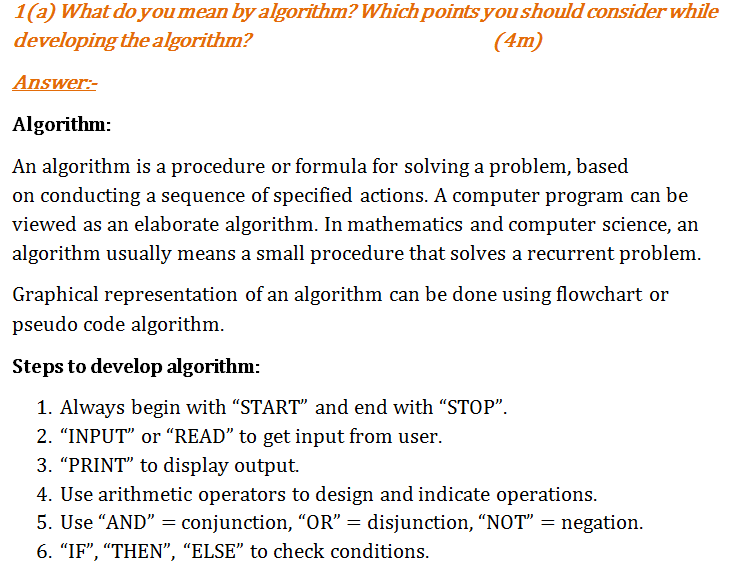 1(a) What do you mean by algorithm? Which points you should consider while
developing the algorithm? (4m)
Answer:-
Algorithm:
An algorithm is a procedure or formula for solving a problem, based
on conducting a sequence of specified actions. A computer program can be
viewed as an elaborate algorithm. In mathematics and computer science, an
algorithm usually means a small procedure that solves a recurrent problem.
Graphical representation of an algorithm can be done using flowchart or
pseudo code algorithm.
Steps to develop algorithm:
1. Always begin with “START” and end with “STOP”.
2. “INPUT” or “READ” to get input from user.
3. “PRINT” to display output.
4. Use arithmetic operators to design and indicate operations.
5. Use “AND” = conjunction, “OR” = disjunction, “NOT” = negation.
6. “IF”, “THEN”, “ELSE” to check conditions.